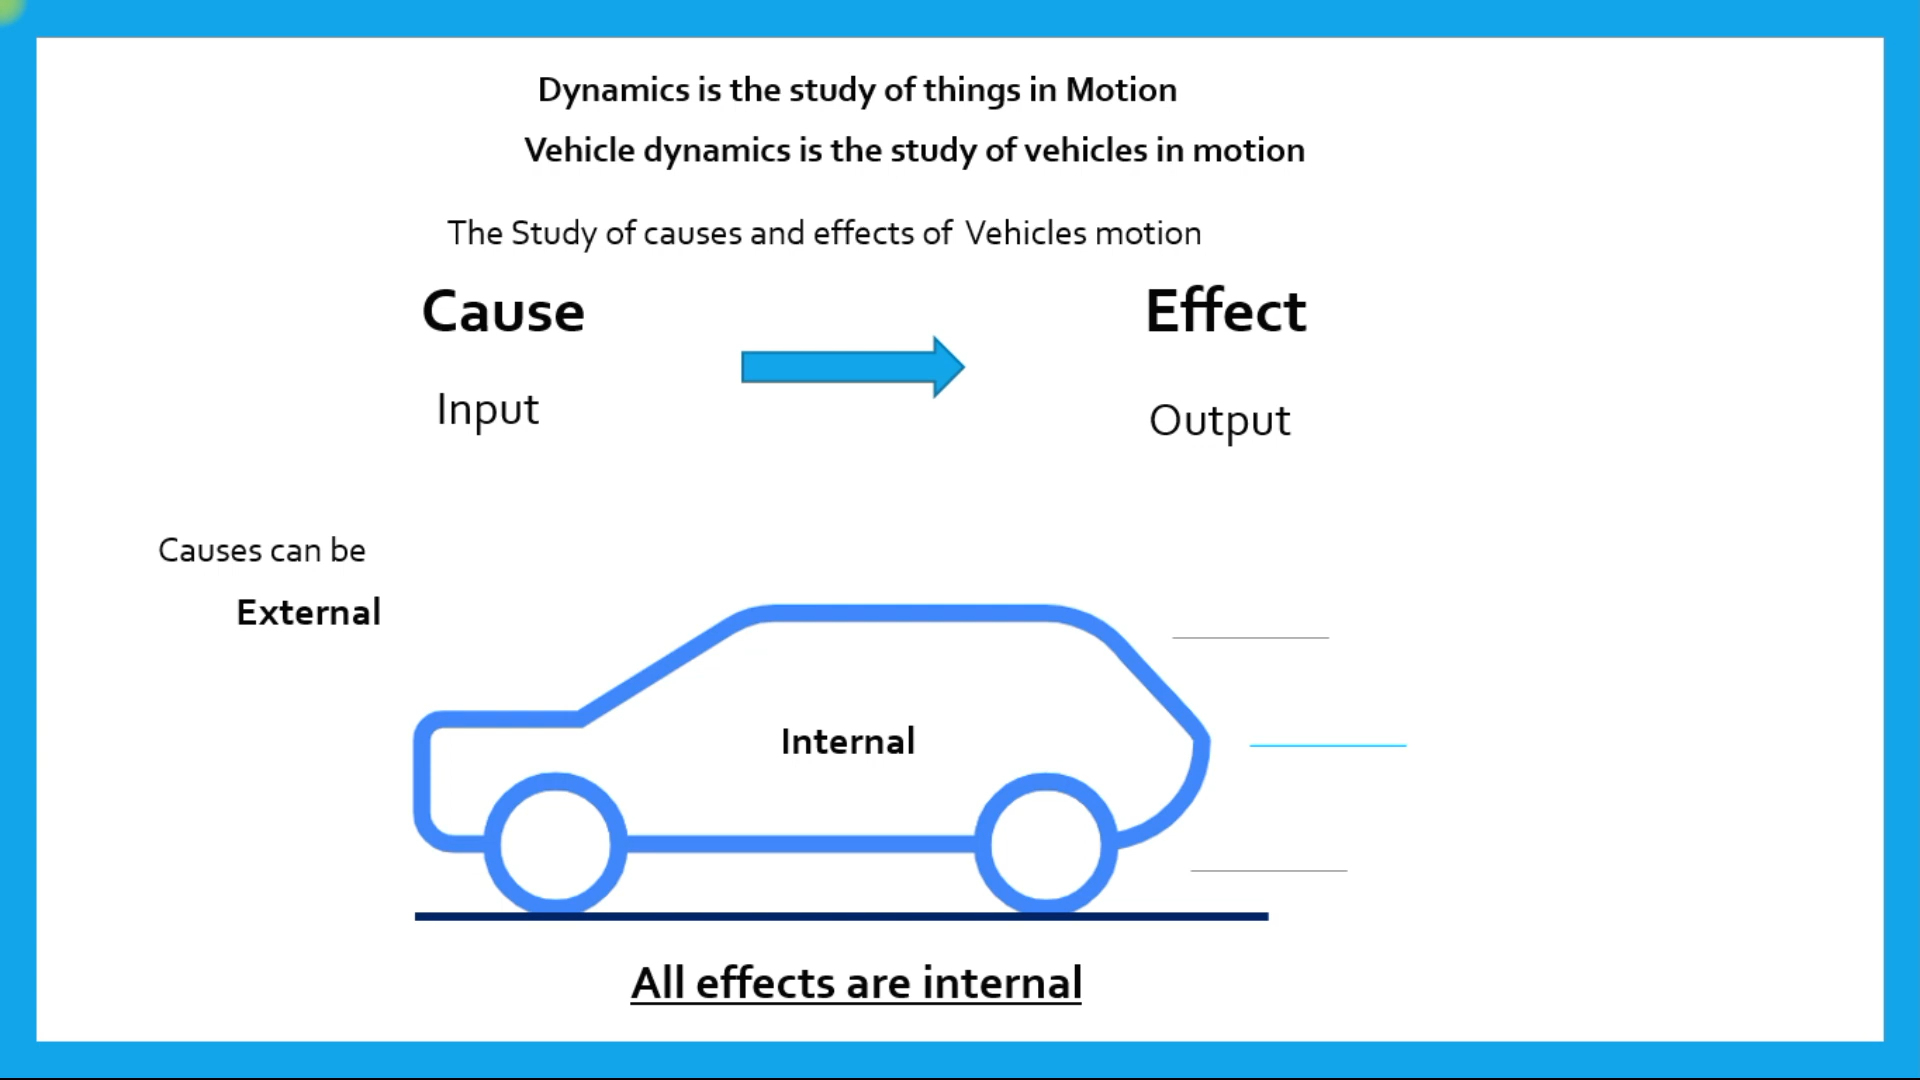 Dynamics is the study of things in Motion
Vehicle dynamics is the study of vehicles in motion
The Study of causes and effects of Vehicles motion
Cause
Effect
Input
Output
Causes can be
External
Internal
All effects are internal